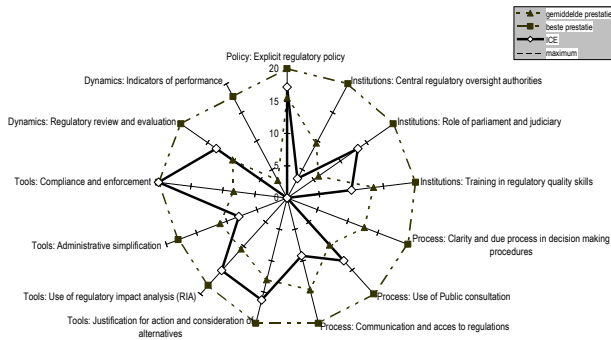 gemiddelde prestatie
beste prestatie
ICE
maximum
Policy: Explicit regulatory policy
20
15
10
5
0
Dynamics: Indicators of performance
Institutions: Central regulatory oversight authorities
Dynamics: Regulatory review and evaluation
Institutions: Role of parliament and judiciary
Tools: Compliance and enforcement
Institutions: Training in regulatory quality skills
Tools: Administrative simplification
Process: Clarity and due process in decision making
procedures
Tools: Use of regulatory impact analysis (RIA)
Process: Use of Public consultation
Tools: Justification for action and consideration of
alternatives
Process: Communication and acces to regulations